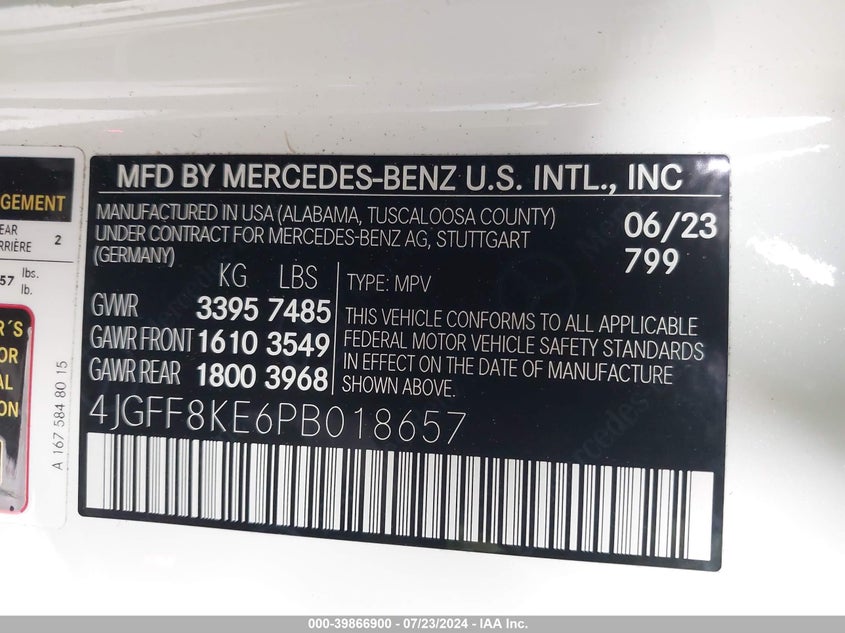 GEMENT
EAR
RRIÈRE 2
57 lbs.
lb.
R´S
OR
AL
ION
A 167 584 80 15
MFD BY MERCEDES-BENZ U.S. INTL., INC
MANUFACTURED IN USA (ALABAMA, TUSCALOOSA COUNTY)
UNDER CONTRACT FOR MERCEDES-BENZ AG, STUTTGART
(GERMANY)
06/23
799
KG LBS
GWR 3395 7485
GAWR FRONT 1610 3549
GAWR REAR 1800 3968
TYPE: MPV
THIS VEHICLE CONFORMS TO ALL APPLICABLE
FEDERAL MOTOR VEHICLE SAFETY STANDARDS
IN EFFECT ON THE DATE OF MANUFACTURE
SHOWN ABOVE.
4JGFF8KE6PB018657
000-39866900 - 07/23/2024 - IAA Inc.